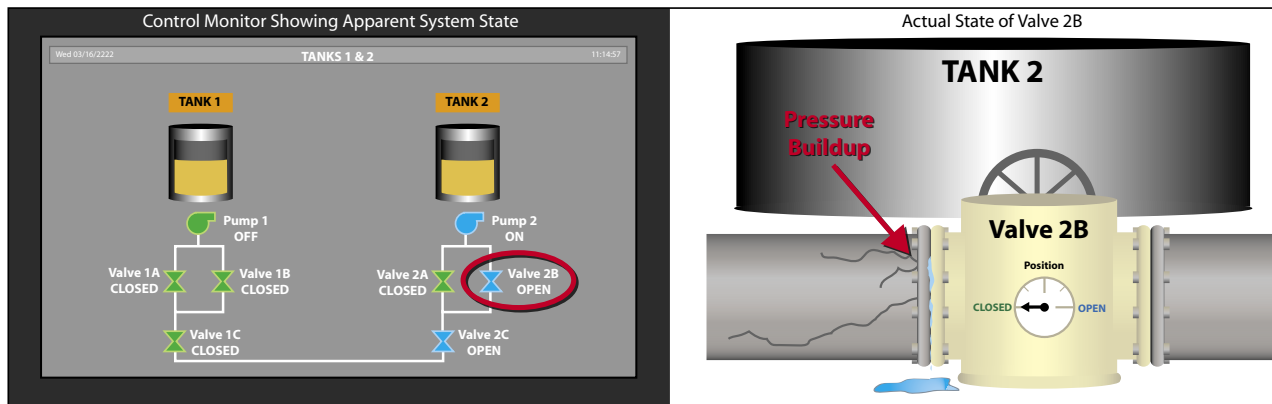 Control Monitor Showing Apparent System State
Wed 03/16/2222
TANKS 1 & 2
11:14:57
TANK 1
TANK 2
Pump 1
OFF
Pump 2
ON
Valve 1A
CLOSED
Valve 1B
CLOSED
Valve 2A
CLOSED
Valve 2B
OPEN
Valve 1C
CLOSED
Valve 2C
OPEN
Actual State of Valve 2B
TANK 2
Pressure
Buildup
Valve 2B
Position
CLOSED
OPEN